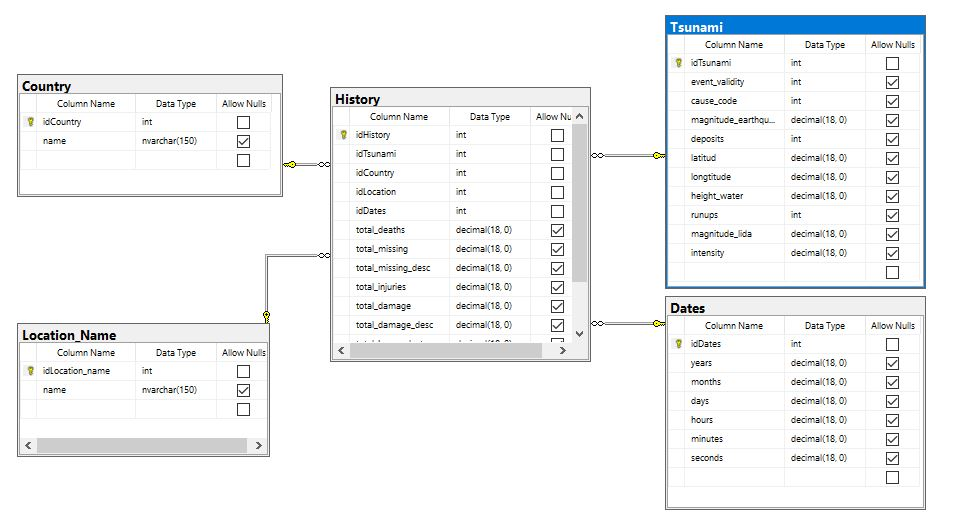 Country
Column Name Data Type Allow Nulls
idCountry int
name nvarchar(150)
Location_Name
Column Name Data Type Allow Nulls
idLocation_name int
name nvarchar(150)
History
Column Name Data Type Allow Nu
idHistory int
idTsunami int
idCountry int
idLocation int
idDates int
total_deaths decimal(18, 0)
total_missing decimal(18, 0)
total_missing_desc decimal(18, 0)
total_injuries decimal(18, 0)
total_damage decimal(18, 0)
total_damage_desc decimal(18, 0)
Tsunami
Column Name Data Type Allow Nulls
idTsunami int
event_validity int
cause_code int
magnitude_earthqu... decimal(18, 0)
deposits int
latitud decimal(18, 0)
longtitude decimal(18, 0)
height_water decimal(18, 0)
runups int
magnitude_lida decimal(18, 0)
intensity decimal(18, 0)
Dates
Column Name Data Type Allow Nulls
idDates int
years decimal(18, 0)
months decimal(18, 0)
days decimal(18, 0)
hours decimal(18, 0)
minutes decimal(18, 0)
seconds decimal(18, 0)